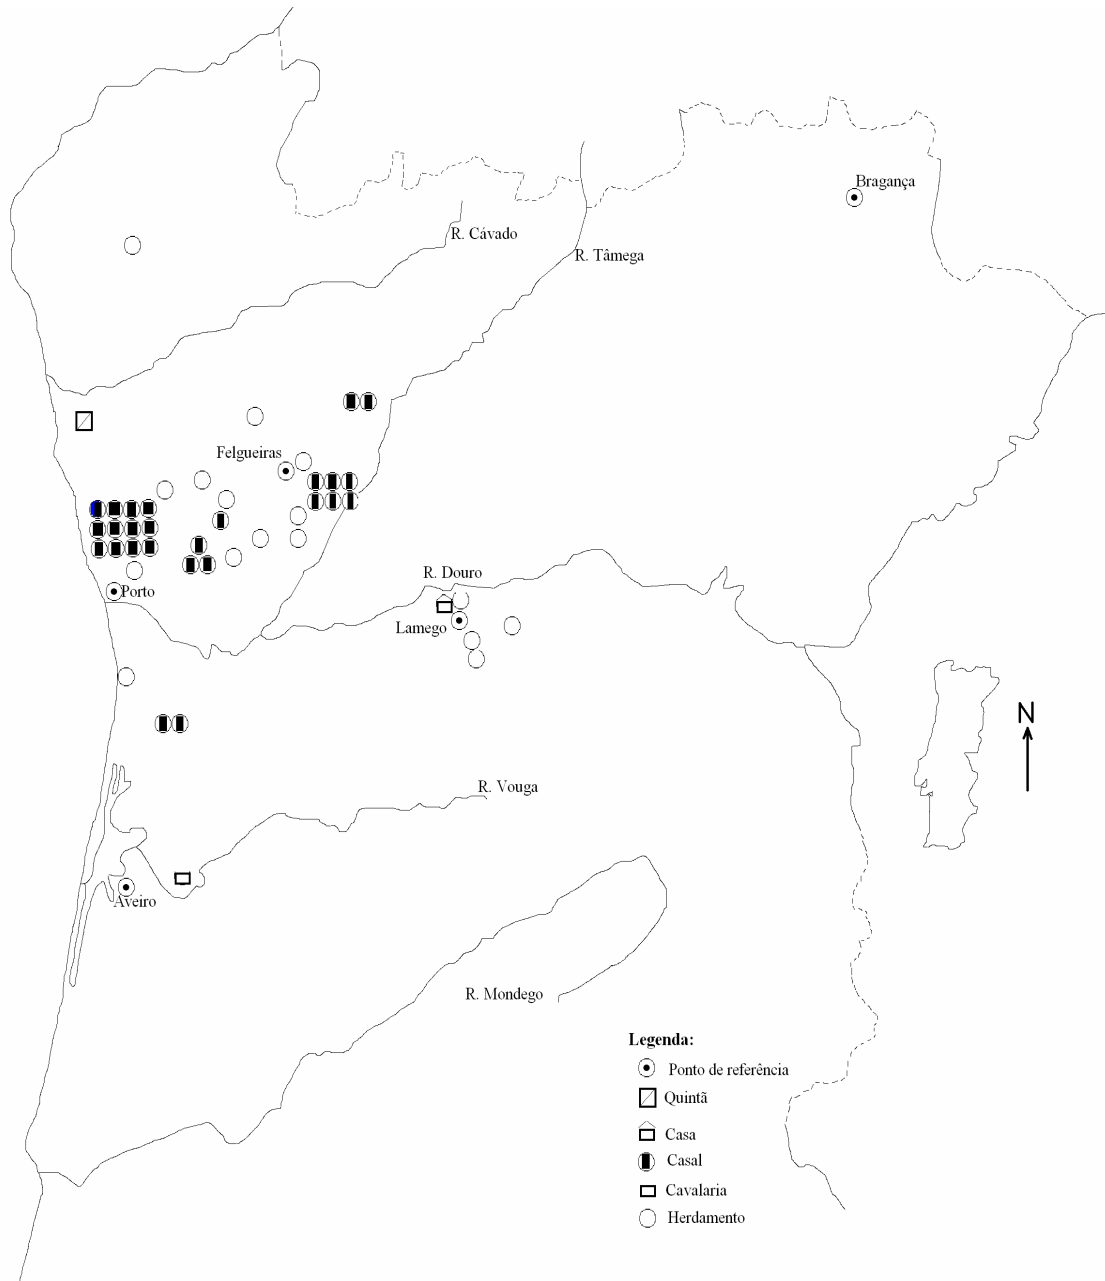 Bragança
R. Cávado
R. Tâmega
Felgueiras
R. Douro
Porto
Lamego
N
R. Vouga
Aveiro
R. Mondego
Legenda:
Ponto de referência
Quintã
Casa
Casal
Cavalaria
Herdamento